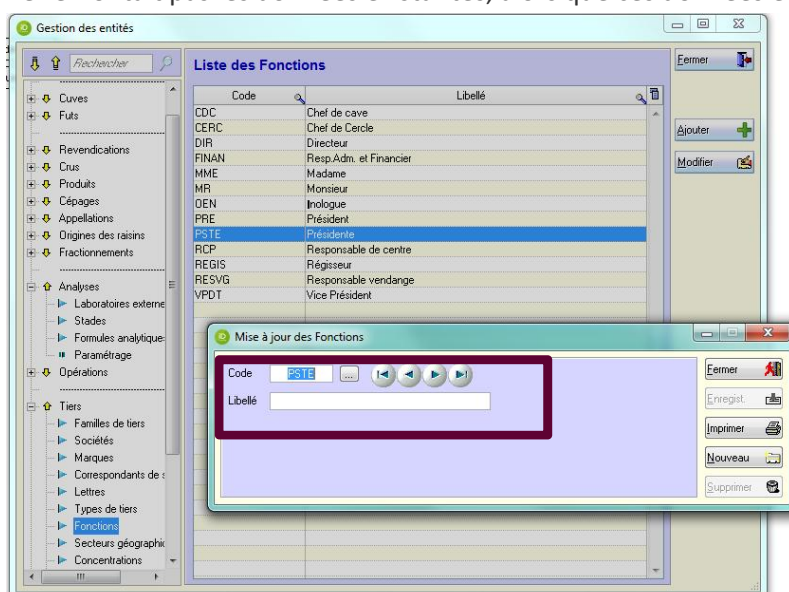 Gestion des entités
Rechercher
Cuves
Futs
Revendications
Crus
Produits
Cépages
Appellations
Origines des raisins
Fractionnements
Analyses
Laboratoires externe
Stades
Formules analytique
Paramétrage
Opérations
Tiers
Familles de tiers
Sociétés
Marques
Correspondants de s
Lettres
Types de tiers
Fonctions
Secteurs géographic
Concentrations
Liste des Fonctions
Code Libellé
CDC Chef de cave
CERC Chef de Cercle
DIR Directeur
FINAN Resp.Adm. et Financier
MME Madame
MR Monsieur
OEN nologue
PRE Président
PSTE Présidente
RCP Responsable de centre
REGIS Régisseur
RESVG Responsable vendange
VPDT Vice Président
Fermer
Ajouter
Modifier
Mise à jour des Fonctions
Code PSTE ...
Libellé
Fermer
Enregist.
Imprimer
Nouveau
Supprimer